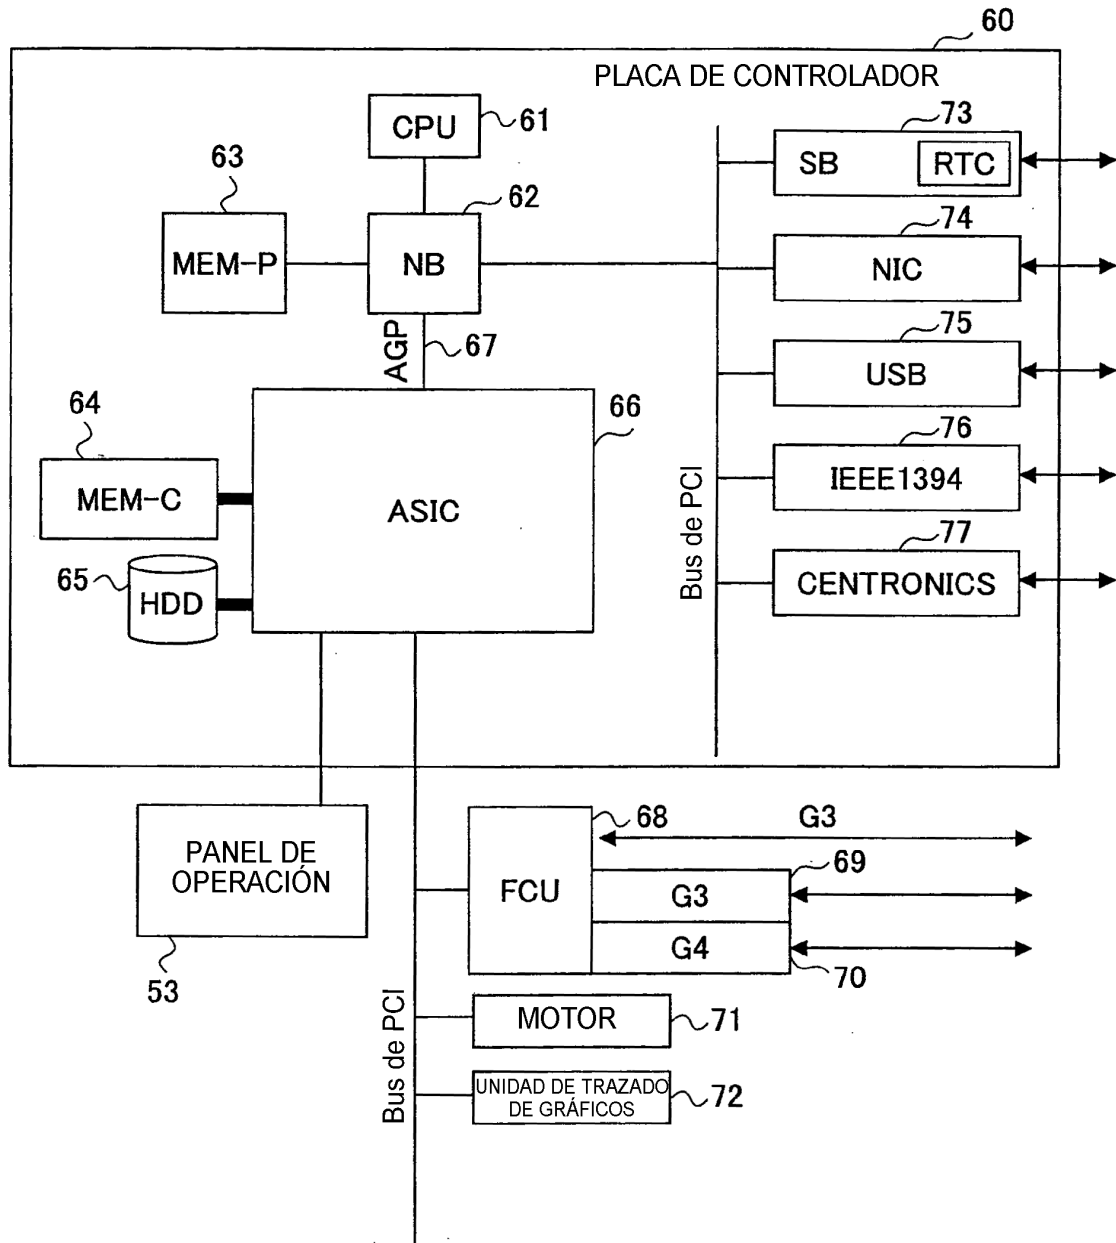 60
PLACA DE CONTROLADOR
CPU
61
73
SB
RTC
63
62
MEM-P
NB
74
NIC
AGP
67
75
USB
64
66
76
MEM-C
ASIC
IEEE1394
Bus de PCI
65
HDD
77
CENTRONICS
68
G3
PANEL DE
OPERACIÓN
FCU
69
G3
G4
70
53
Bus de PCI
MOTOR
71
UNIDAD DE TRAZADO
DE GRÁFICOS
72